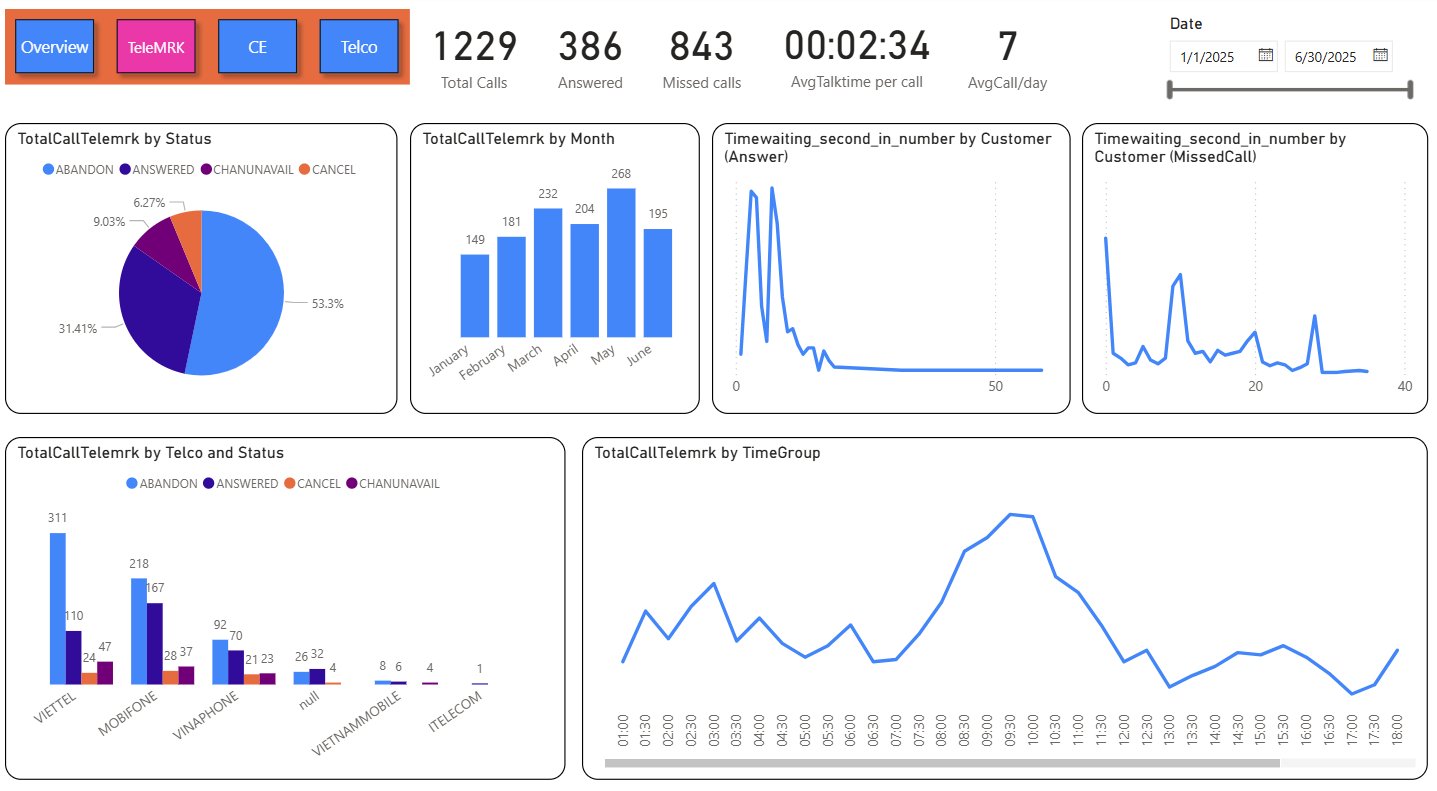 Overview
TeleMRK
CE
Telco
1229
Total Calls
386
Answered
843
Missed calls
00:02:34
AvgTalktime per call
7
AvgCall/day
Date
1/1/2025
6/30/2025
TotalCallTelemrk by Status
ABANDON ANSWERED CHANUNAVAIL CANCEL
6.27%
9.03%
53.3%
31.41%
TotalCallTelemrk by Month
268
232
204
195
181
149
January February March April May June
Timewaiting_second_in_number by Customer
(Answer)
0 50
Timewaiting_second_in_number by
Customer (MissedCall)
0 20 40
TotalCallTelemrk by Telco and Status
ABANDON ANSWERED CANCEL CHANUNAVAIL
311 110 24 47
218 167 28 37
92 70 21 23
26 32 4
8 6 4
1
VIETTEL MOBIFONE VINAPHONE null VIETNAMMOBILE ITELECOM
TotalCallTelemrk by TimeGroup
01:00 01:30 02:00 02:30 03:00 03:30 04:00 04:30 05:00 05:30 06:00 06:30 07:00 07:30 08:00 08:30 09:00 09:30 10:00 10:30 11:00 11:30 12:00 12:30 13:00 13:30 14:00 14:30 15:00 15:30 16:00 16:30 17:00 17:30 18:00